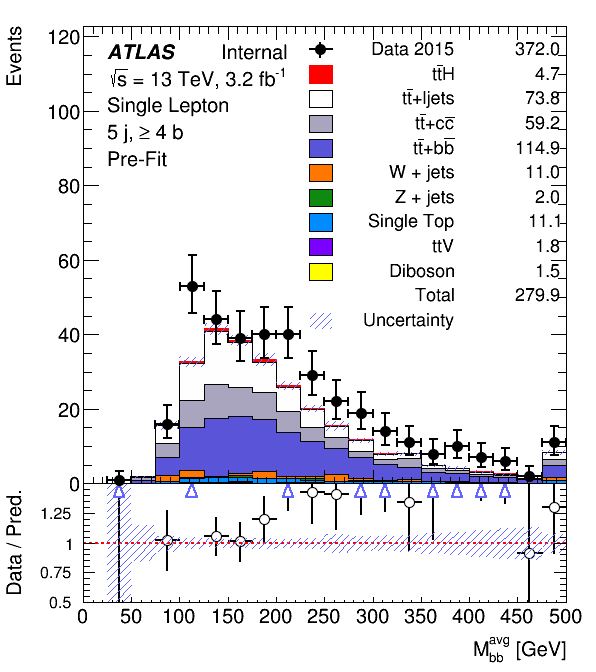 Events
120
100
80
60
40
20
0
ATLAS Internal
√s = 13 TeV, 3.2 fb⁻¹
Single Lepton
5 j, ≥ 4 b
Pre-Fit
Data 2015 372.0
tt̄H 4.7
tt̄+ljets 73.8
tt̄+cc̄ 59.2
tt̄+bb̄ 114.9
W + jets 11.0
Z + jets 2.0
Single Top 11.1
ttV 1.8
Diboson 1.5
Total 279.9
Uncertainty
Data / Pred.
1.25
1
0.75
0.5
0 50 100 150 200 250 300 350 400 450 500
M_bb^avg [GeV]